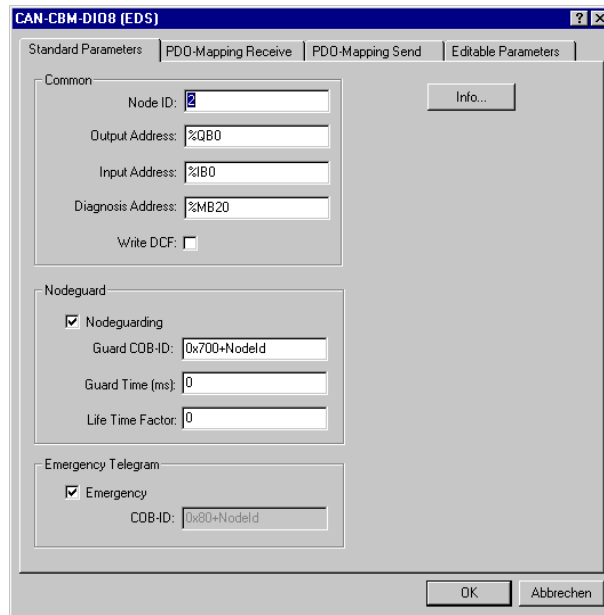 CAN-CBM-DIO8 (EDS)
Standard Parameters PDO-Mapping Receive PDO-Mapping Send Editable Parameters
Common
Node ID: 2
Info...
Output Address: %QB0
Input Address: %IB0
Diagnosis Address: %MB20
Write DCF:
Nodeguard
Nodeguarding
Guard COB-ID: 0x700+NodeId
Guard Time (ms): 0
Life Time Factor: 0
Emergency Telegram
Emergency
COB-ID: 0x80+NodeId
OK Abbrechen